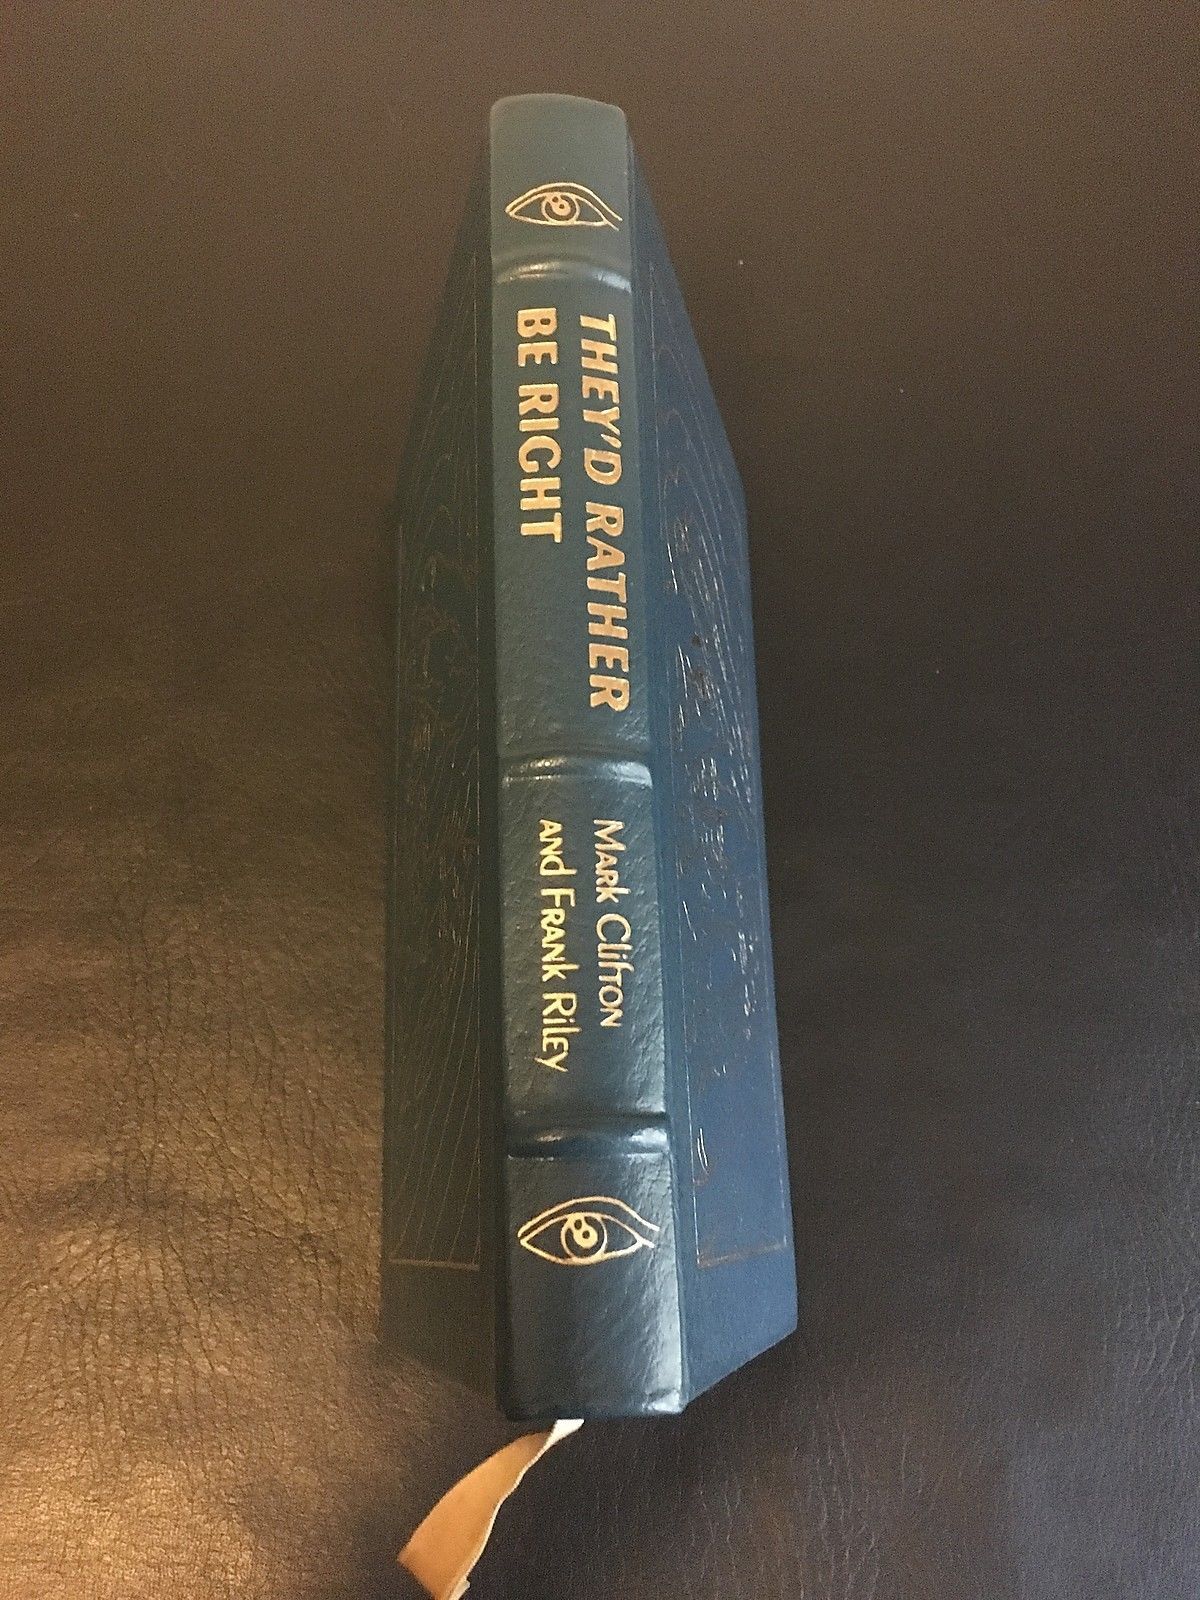 THEY'D RATHER
BE RIGHT
MARK CLIFTON
AND FRANK RILEY